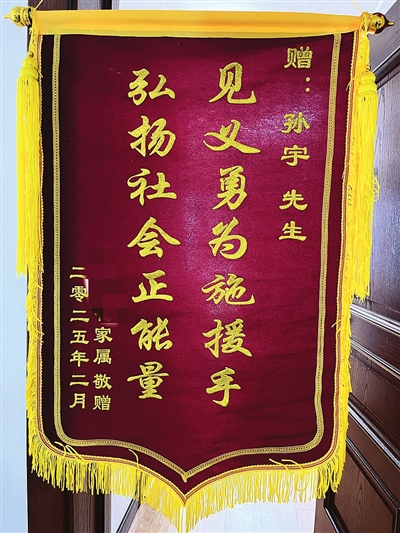 赠：孙宇 先生
见义勇为施援手
弘扬社会正能量
家属 敬赠
二零二五年二月